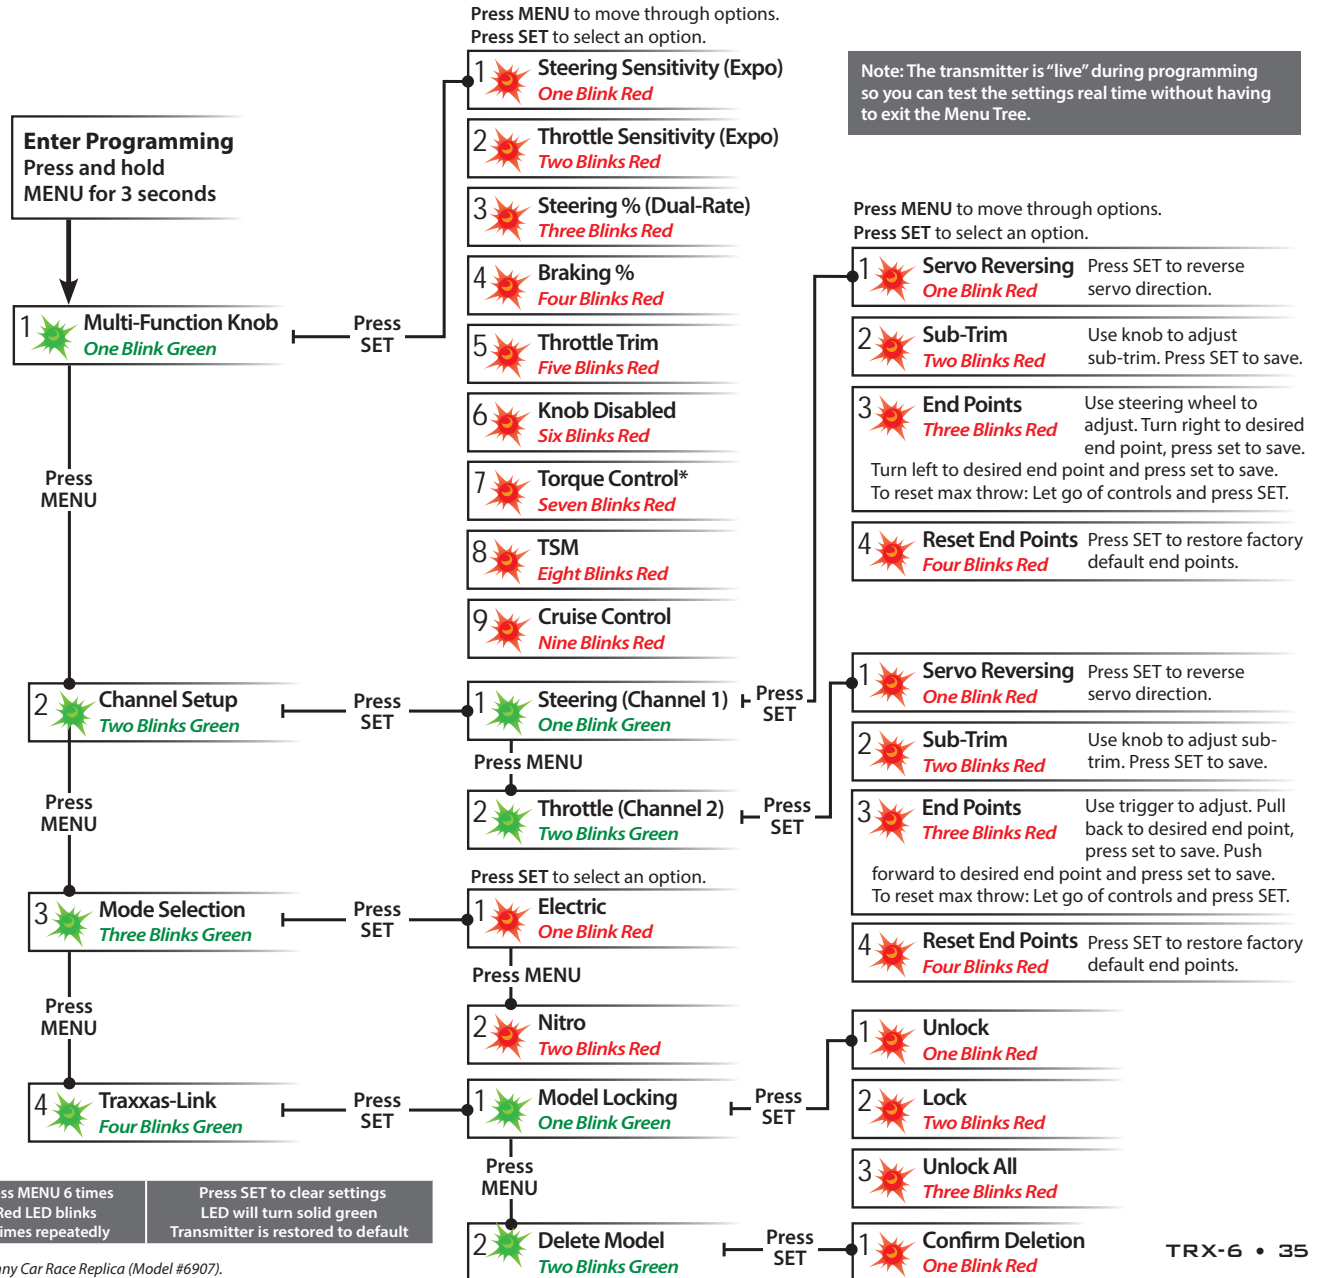 Press MENU to move through options.
Press SET to select an option.
1 Steering Sensitivity (Expo)
One Blink Red
2 Throttle Sensitivity (Expo)
Two Blinks Red
3 Steering % (Dual-Rate)
Three Blinks Red
4 Braking %
Four Blinks Red
5 Throttle Trim
Five Blinks Red
6 Knob Disabled
Six Blinks Red
7 Torque Control*
Seven Blinks Red
8 TSM
Eight Blinks Red
9 Cruise Control
Nine Blinks Red
Note: The transmitter is “live” during programming
so you can test the settings real time without having
to exit the Menu Tree.
Enter Programming
Press and hold
MENU for 3 seconds
1 Multi-Function Knob
One Blink Green
Press
SET
Press
MENU
2 Channel Setup
Two Blinks Green
Press
SET
1 Steering (Channel 1)
One Blink Green
Press
SET
Press MENU
2 Throttle (Channel 2)
Two Blinks Green
Press
SET
Press MENU to move through options.
Press SET to select an option.
1 Servo Reversing
One Blink Red
Press SET to reverse
servo direction.
2 Sub-Trim
Two Blinks Red
Use knob to adjust
sub-trim. Press SET to save.
3 End Points
Three Blinks Red
Use steering wheel to
adjust. Turn right to desired
end point, press set to save.
Turn left to desired end point and press set to save.
To reset max throw: Let go of controls and press SET.
4 Reset End Points
Four Blinks Red
Press SET to restore factory
default end points.
1 Servo Reversing
One Blink Red
Press SET to reverse
servo direction.
2 Sub-Trim
Two Blinks Red
Use knob to adjust sub-
trim. Press SET to save.
3 End Points
Three Blinks Red
Use trigger to adjust. Pull
back to desired end point,
press set to save. Push
forward to desired end point and press set to save.
To reset max throw: Let go of controls and press SET.
4 Reset End Points
Four Blinks Red
Press SET to restore factory
default end points.
Press
MENU
3 Mode Selection
Three Blinks Green
Press
SET
Press SET to select an option.
1 Electric
One Blink Red
Press MENU
2 Nitro
Two Blinks Red
Press
MENU
4 Traxxas-Link
Four Blinks Green
Press
SET
1 Model Locking
One Blink Green
Press
SET
1 Unlock
One Blink Red
2 Lock
Two Blinks Red
3 Unlock All
Three Blinks Red
Press
MENU
2 Delete Model
Two Blinks Green
Press
SET
1 Confirm Deletion
One Blink Red
MENU 6 times
Red LED blinks
times repeatedly
Press SET to clear settings
LED will turn solid green
Transmitter is restored to default
Car Race Replica (Model #6907).
TRX-6 • 35